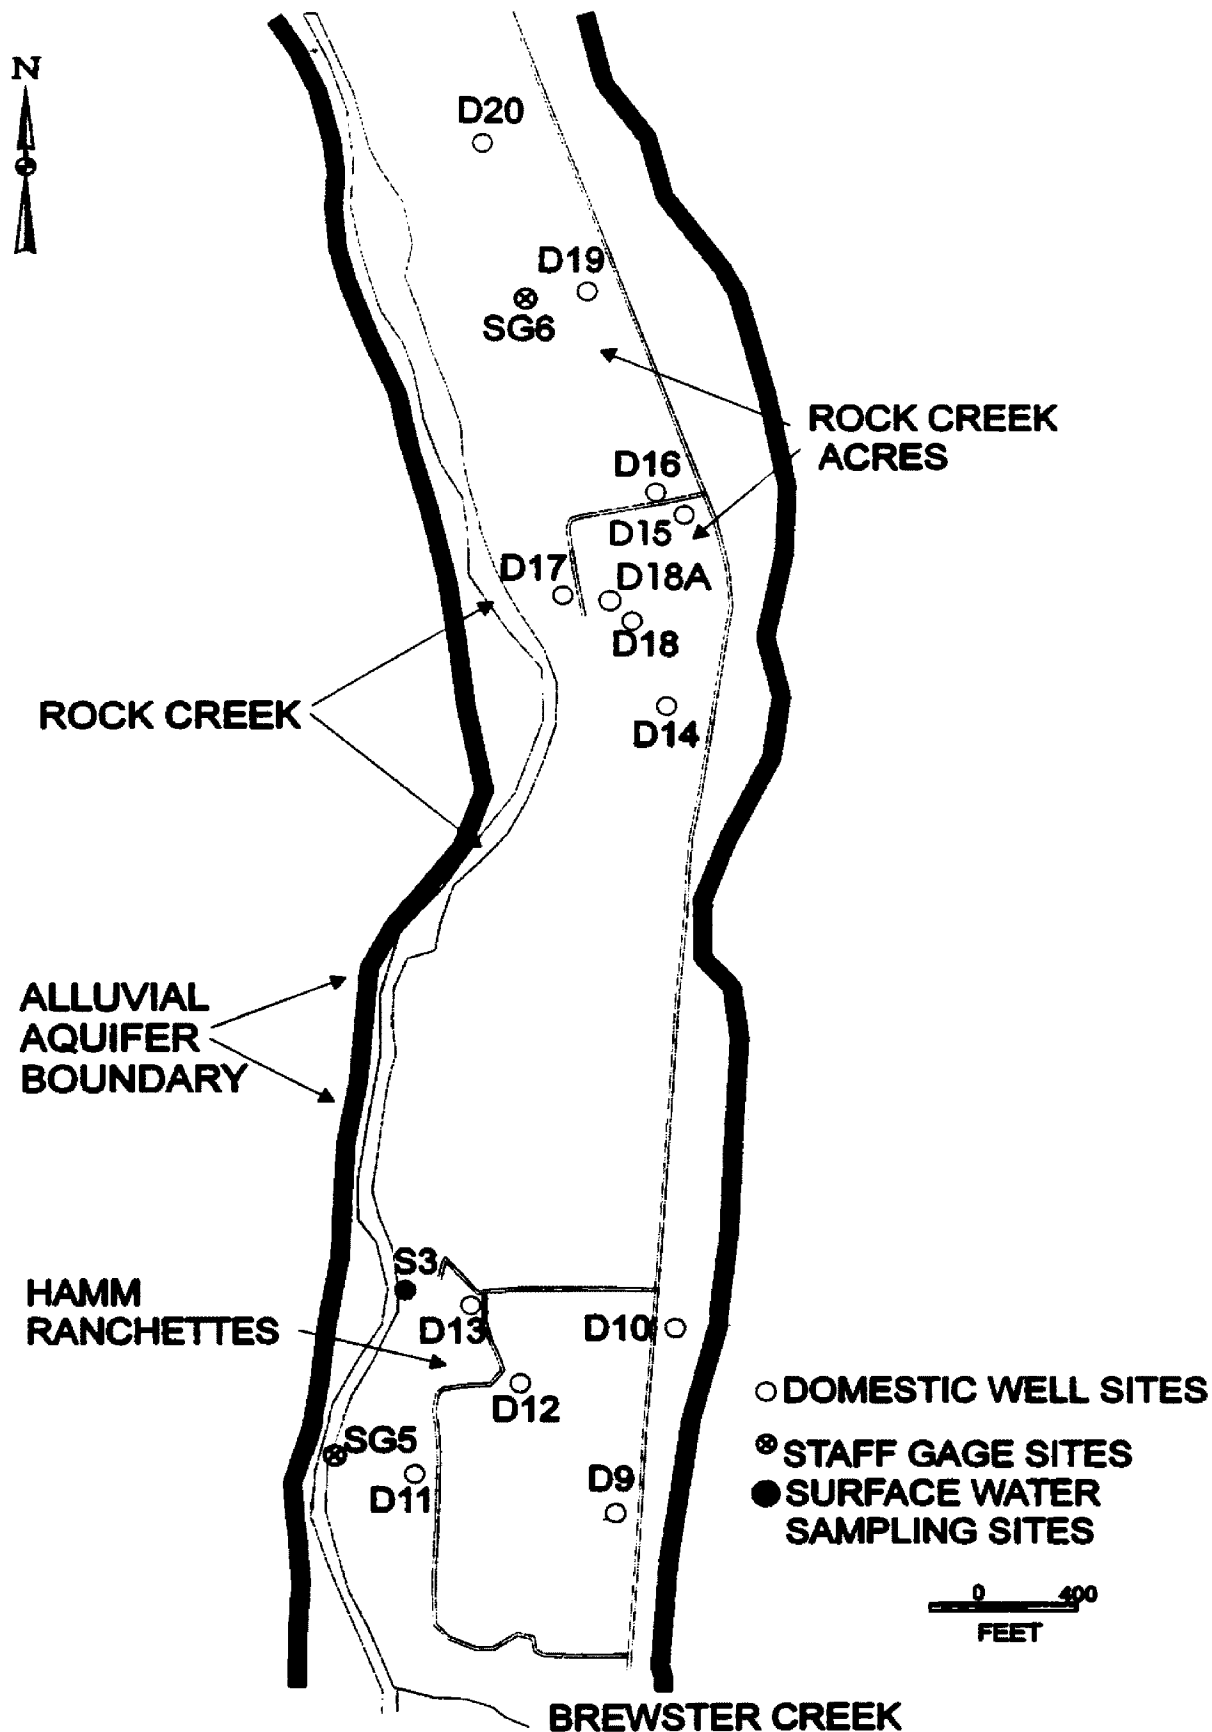 N
D20
D19
SG6
ROCK CREEK
ACRES
D16
D15
D17
D18A
D18
ROCK CREEK
D14
ALLUVIAL
AQUIFER
BOUNDARY
S3
HAMM
RANCHETTES
D13
D10
D12
DOMESTIC WELL SITES
SG5
STAFF GAGE SITES
D11
D9
SURFACE WATER
SAMPLING SITES
0 400
FEET
BREWSTER CREEK